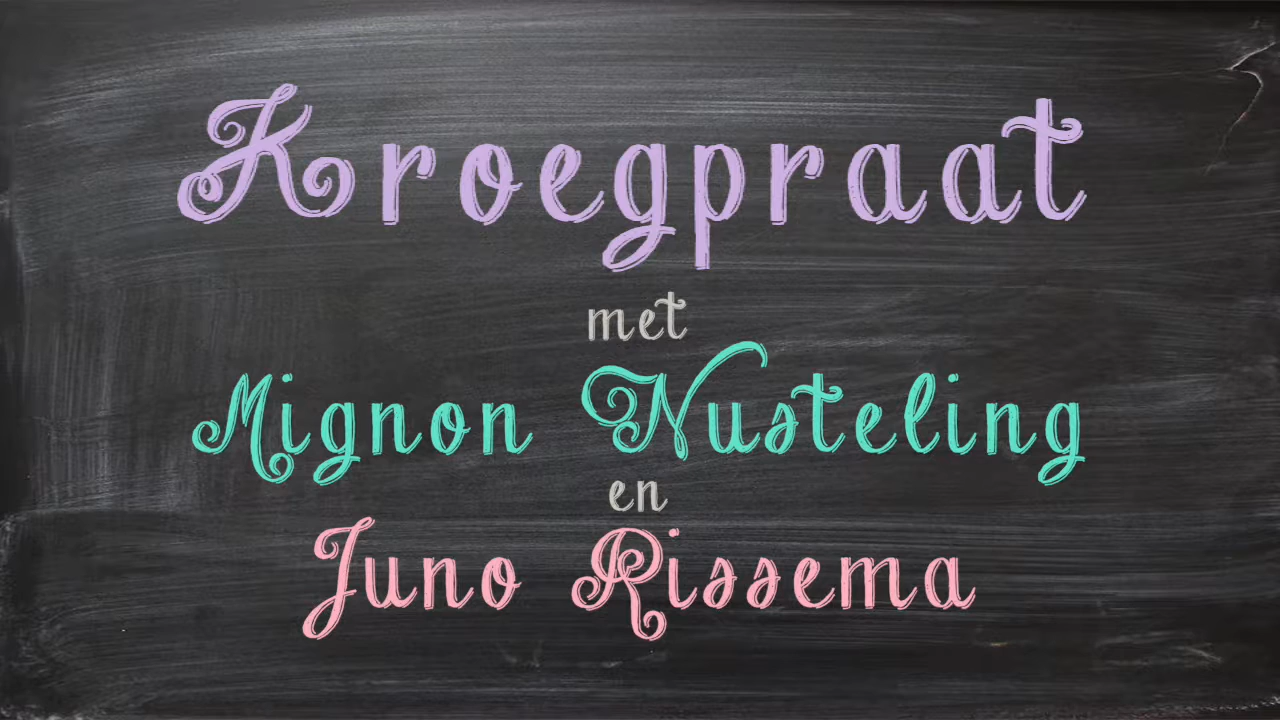 Kroegpraat
met
Mignon Nusteling
en
Juno Rissema